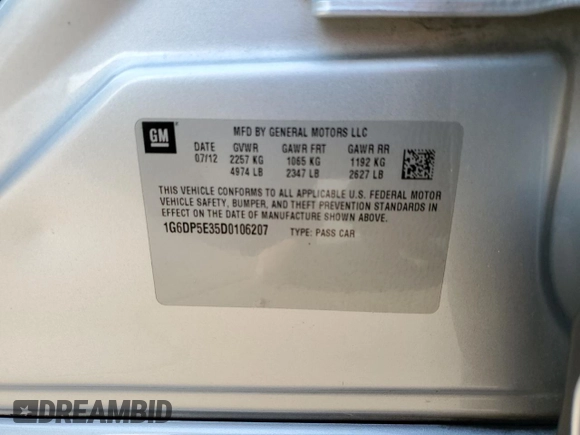 GM
MFD BY GENERAL MOTORS LLC
DATE GVWR GAWR FRT GAWR RR
07/12 2257 KG 1065 KG 1192 KG
4974 LB 2347 LB 2627 LB
THIS VEHICLE CONFORMS TO ALL APPLICABLE U.S. FEDERAL MOTOR
VEHICLE SAFETY, BUMPER, AND THEFT PREVENTION STANDARDS IN
EFFECT ON THE DATE OF MANUFACTURE SHOWN ABOVE.
1G6DP5E35D0106207 TYPE: PASS CAR
DREAMBID